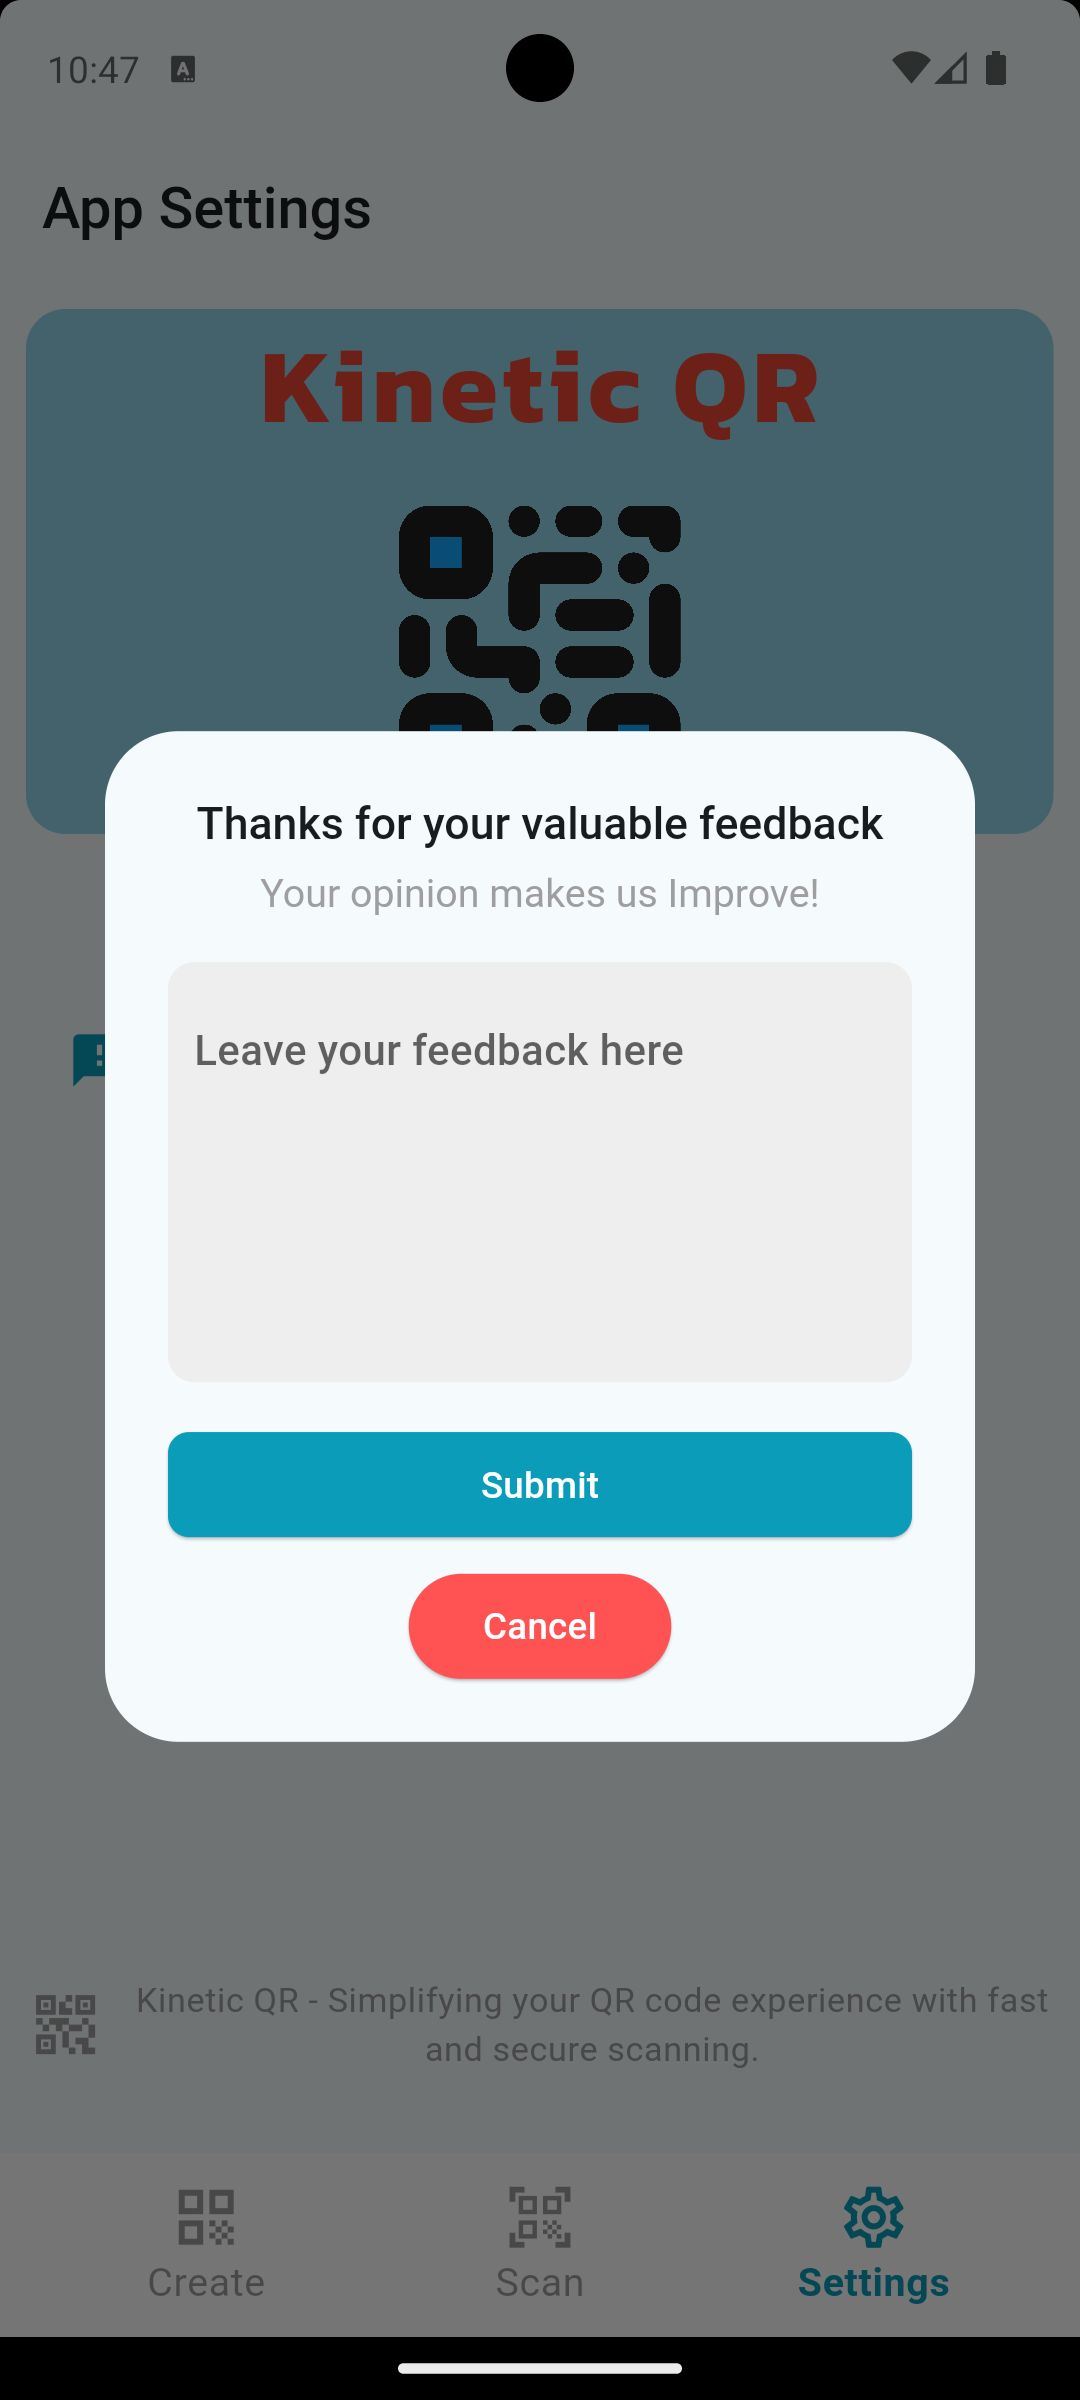 10:47
App Settings
Kinetic QR
Thanks for your valuable feedback
Your opinion makes us Improve!
Leave your feedback here
Submit
Cancel
Kinetic QR - Simplifying your QR code experience with fast
and secure scanning.
Create
Scan
Settings